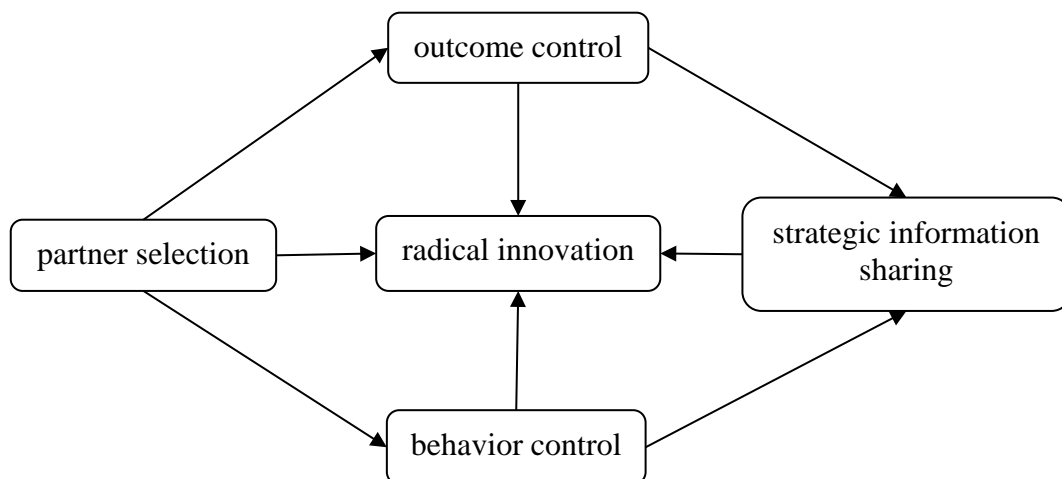 outcome control
partner selection
radical innovation
strategic information
sharing
behavior control